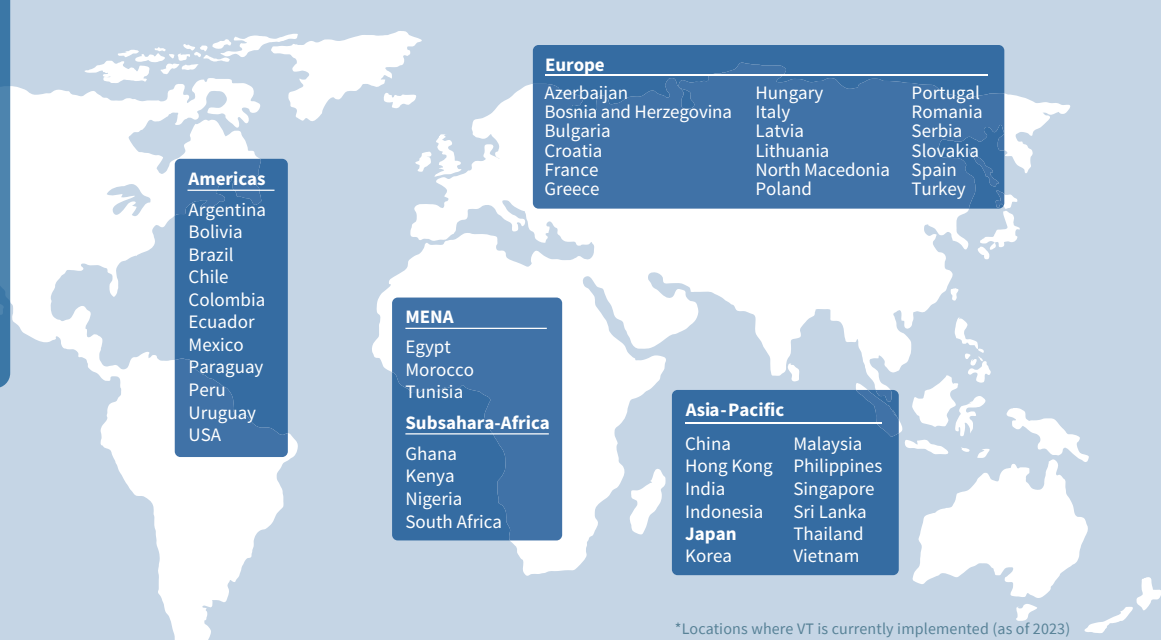 Europe
Azerbaijan
Bosnia and Herzegovina
Bulgaria
Croatia
France
Greece
Hungary
Italy
Latvia
Lithuania
North Macedonia
Poland
Portugal
Romania
Serbia
Slovakia
Spain
Turkey
Americas
Argentina
Bolivia
Brazil
Chile
Colombia
Ecuador
Mexico
Paraguay
Peru
Uruguay
USA
MENA
Egypt
Morocco
Tunisia
Subsahara-Africa
Ghana
Kenya
Nigeria
South Africa
Asia-Pacific
China
Hong Kong
India
Indonesia
Japan
Korea
Malaysia
Philippines
Singapore
Sri Lanka
Thailand
Vietnam
*Locations where VT is currently implemented (as of 2023)